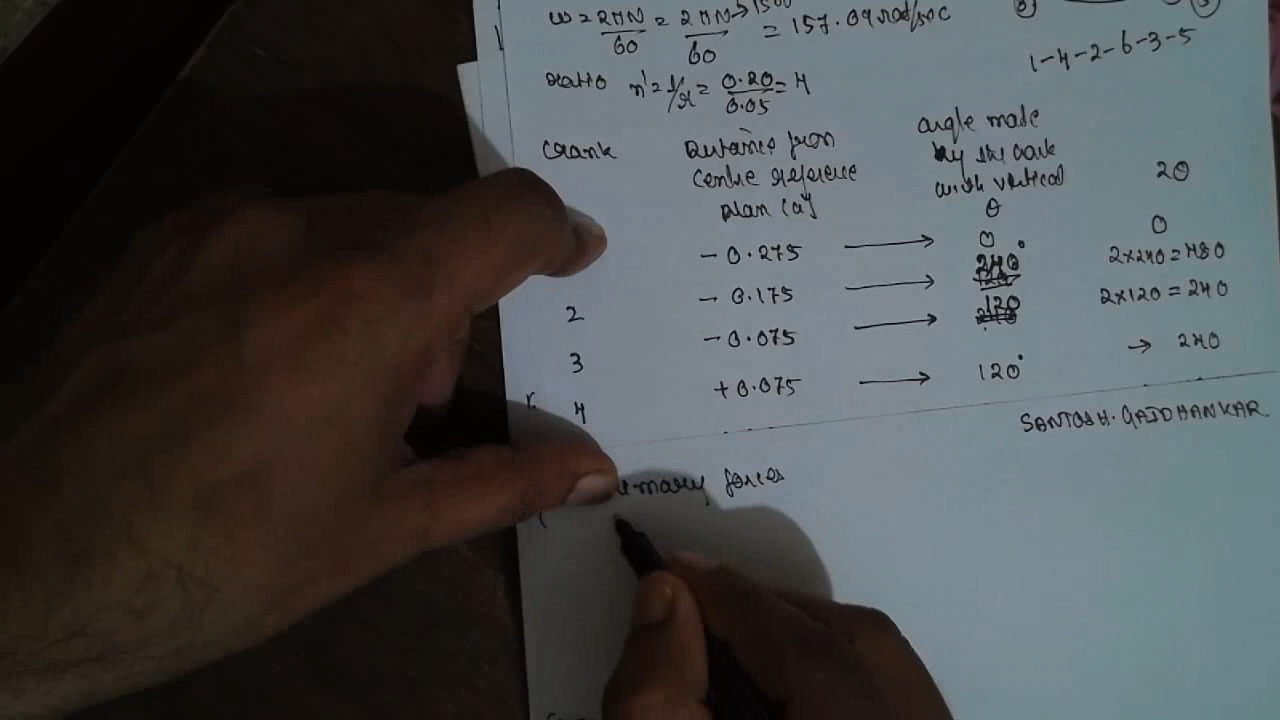 ω = 2πN/60 = 2πN→1500/60 = 157.09 rad/sec
1-4-2-6-3-5
Ratio n = l/r = 0.20/0.05 = 4
Crank Distance from angle made
centre reference by the crank
plan (a) with vertical 2θ
θ
- 0.275 → 0° 0
2 - 0.175 → 240 2×240=480
3 - 0.075 → 120 2×120=240
4 + 0.075 → 120° → 240
SANTOSH. GAIDHANKAR
forces